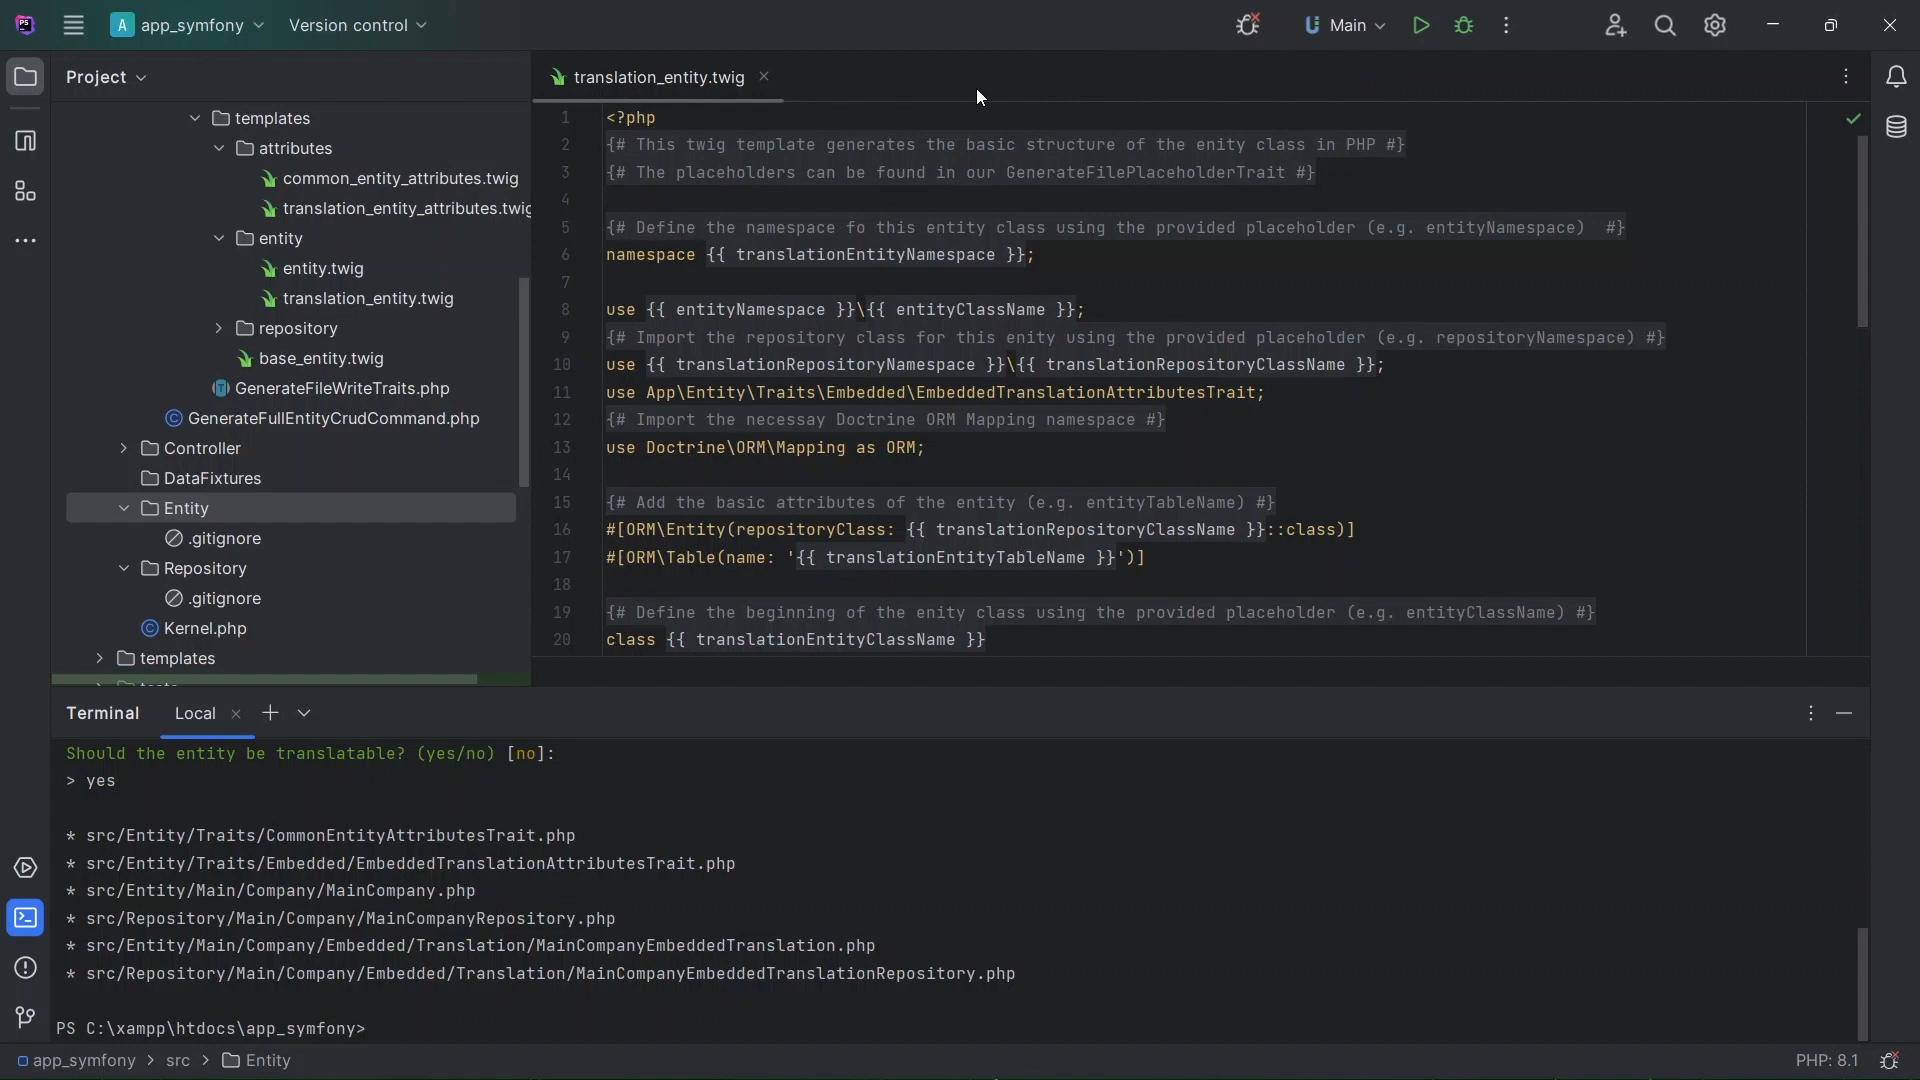 PS
A app_symfony
Version control
Main
Project
templates
attributes
common_entity_attributes.twig
translation_entity_attributes.twig
entity
entity.twig
translation_entity.twig
repository
base_entity.twig
GenerateFileWriteTraits.php
GenerateFullEntityCrudCommand.php
Controller
DataFixtures
Entity
.gitignore
Repository
.gitignore
Kernel.php
templates
translation_entity.twig
1 <?php
2 {# This twig template generates the basic structure of the enity class in PHP #}
3 {# The placeholders can be found in our GenerateFilePlaceholderTrait #}
4
5 {# Define the namespace fo this entity class using the provided placeholder (e.g. entityNamespace)  #}
6 namespace {{ translationEntityNamespace }};
7
8 use {{ entityNamespace }}\{{ entityClassName }};
9 {# Import the repository class for this enity using the provided placeholder (e.g. repositoryNamespace) #}
10 use {{ translationRepositoryNamespace }}\{{ translationRepositoryClassName }};
11 use App\Entity\Traits\Embedded\EmbeddedTranslationAttributesTrait;
12 {# Import the necessay Doctrine ORM Mapping namespace #}
13 use Doctrine\ORM\Mapping as ORM;
14
15 {# Add the basic attributes of the entity (e.g. entityTableName) #}
16 #[ORM\Entity(repositoryClass: {{ translationRepositoryClassName }}::class)]
17 #[ORM\Table(name: '{{ translationEntityTableName }}')]
18
19 {# Define the beginning of the enity class using the provided placeholder (e.g. entityClassName) #}
20 class {{ translationEntityClassName }}
Terminal
Local
Should the entity be translatable? (yes/no) [no]:
> yes
* src/Entity/Traits/CommonEntityAttributesTrait.php
* src/Entity/Traits/Embedded/EmbeddedTranslationAttributesTrait.php
* src/Entity/Main/Company/MainCompany.php
* src/Repository/Main/Company/MainCompanyRepository.php
* src/Entity/Main/Company/Embedded/Translation/MainCompanyEmbeddedTranslation.php
* src/Repository/Main/Company/Embedded/Translation/MainCompanyEmbeddedTranslationRepository.php
PS C:\xampp\htdocs\app_symfony>
app_symfony > src > Entity
PHP: 8.1